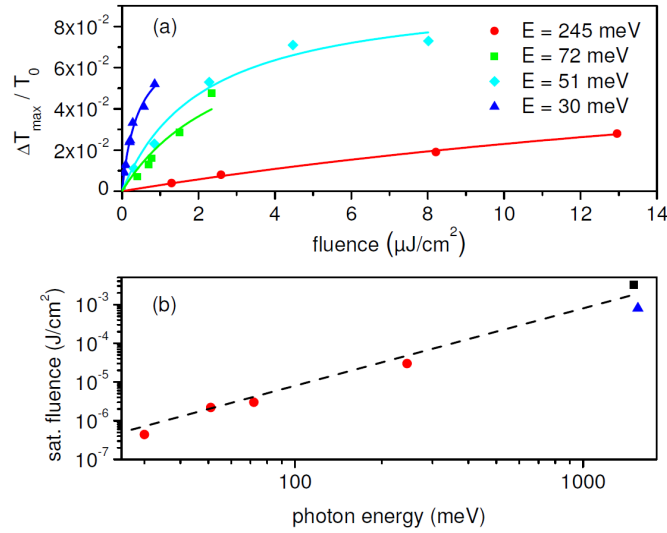 8x10⁻²
(a)
E = 245 meV
E = 72 meV
E = 51 meV
E = 30 meV
6x10⁻²
4x10⁻²
2x10⁻²
0
ΔT_max / T_0
0 2 4 6 8 10 12 14
fluence (μJ/cm²)
(b)
10⁻³
10⁻⁴
10⁻⁵
10⁻⁶
10⁻⁷
sat. fluence (J/cm²)
100 1000
photon energy (meV)